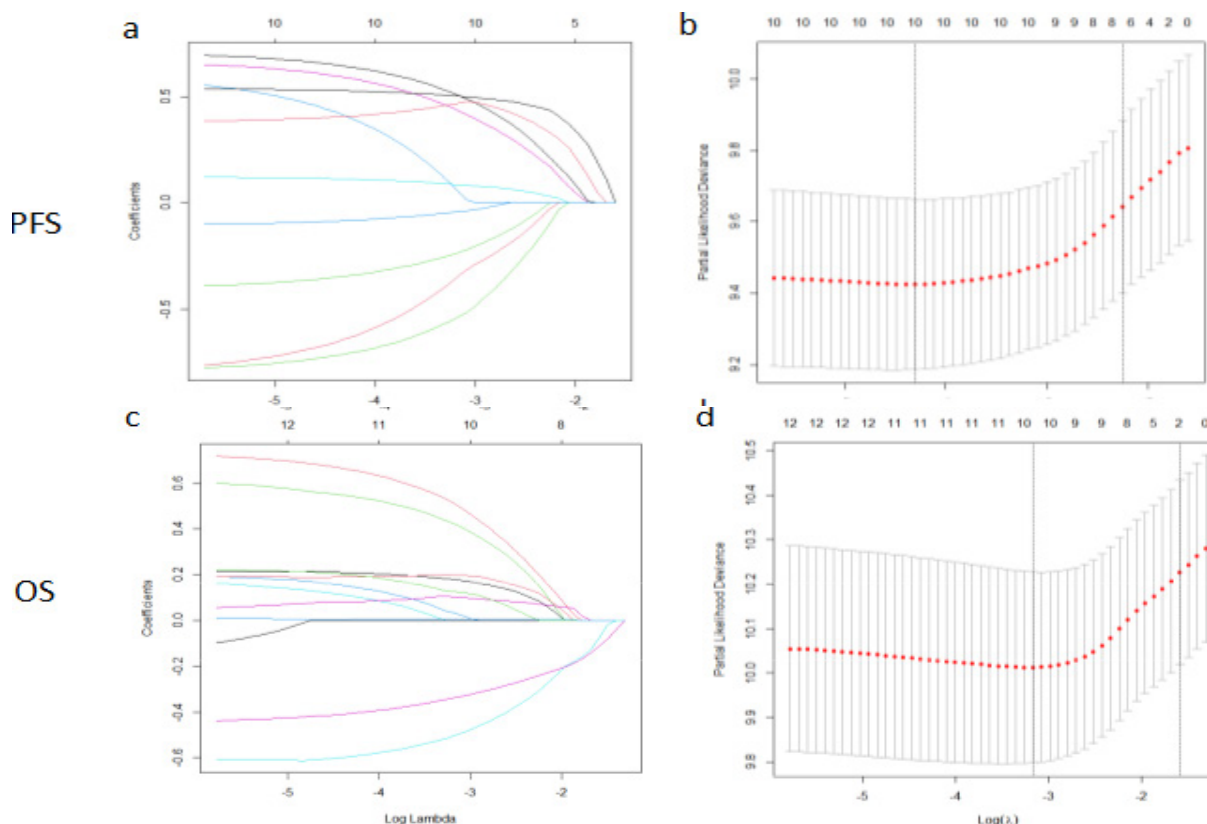 a
10 10 10 5
0.5
0.0
-0.5
Coefficients
-5 -4 -3 -2
b
10 10 10 10 10 10 10 10 10 9 9 8 8 6 4 2 0
10.0
9.8
9.6
9.4
9.2
Partial Likelihood Deviance
PFS
c
12 11 10 8
0.6
0.4
0.2
0.0
-0.2
-0.4
-0.6
Coefficients
-5 -4 -3 -2
Log Lambda
d
12 12 12 12 11 11 11 11 11 10 10 9 9 8 5 2 0
10.5
10.4
10.3
10.2
10.1
10.0
9.9
9.8
Partial Likelihood Deviance
-5 -4 -3 -2
Log(λ)
OS